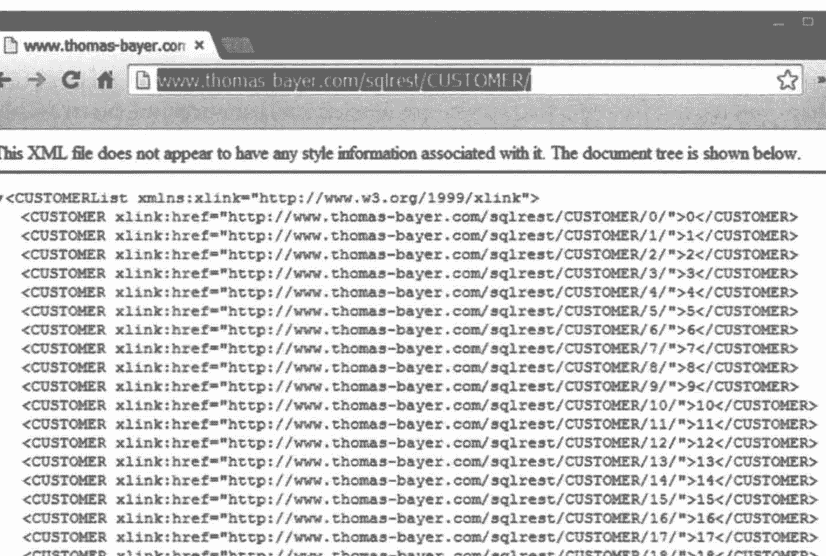 www.thomas-bayer.con ×
www.thomas-bayer.com/sqlrest/CUSTOMER/
This XML file does not appear to have any style information associated with it. The document tree is shown below.
▼<CUSTOMERList xmlns:xlink="http://www.w3.org/1999/xlink">
<CUSTOMER xlink:href="http://www.thomas-bayer.com/sqlrest/CUSTOMER/0/">0</CUSTOMER>
<CUSTOMER xlink:href="http://www.thomas-bayer.com/sqlrest/CUSTOMER/1/">1</CUSTOMER>
<CUSTOMER xlink:href="http://www.thomas-bayer.com/sqlrest/CUSTOMER/2/">2</CUSTOMER>
<CUSTOMER xlink:href="http://www.thomas-bayer.com/sqlrest/CUSTOMER/3/">3</CUSTOMER>
<CUSTOMER xlink:href="http://www.thomas-bayer.com/sqlrest/CUSTOMER/4/">4</CUSTOMER>
<CUSTOMER xlink:href="http://www.thomas-bayer.com/sqlrest/CUSTOMER/5/">5</CUSTOMER>
<CUSTOMER xlink:href="http://www.thomas-bayer.com/sqlrest/CUSTOMER/6/">6</CUSTOMER>
<CUSTOMER xlink:href="http://www.thomas-bayer.com/sqlrest/CUSTOMER/7/">7</CUSTOMER>
<CUSTOMER xlink:href="http://www.thomas-bayer.com/sqlrest/CUSTOMER/8/">8</CUSTOMER>
<CUSTOMER xlink:href="http://www.thomas-bayer.com/sqlrest/CUSTOMER/9/">9</CUSTOMER>
<CUSTOMER xlink:href="http://www.thomas-bayer.com/sqlrest/CUSTOMER/10/">10</CUSTOMER>
<CUSTOMER xlink:href="http://www.thomas-bayer.com/sqlrest/CUSTOMER/11/">11</CUSTOMER>
<CUSTOMER xlink:href="http://www.thomas-bayer.com/sqlrest/CUSTOMER/12/">12</CUSTOMER>
<CUSTOMER xlink:href="http://www.thomas-bayer.com/sqlrest/CUSTOMER/13/">13</CUSTOMER>
<CUSTOMER xlink:href="http://www.thomas-bayer.com/sqlrest/CUSTOMER/14/">14</CUSTOMER>
<CUSTOMER xlink:href="http://www.thomas-bayer.com/sqlrest/CUSTOMER/15/">15</CUSTOMER>
<CUSTOMER xlink:href="http://www.thomas-bayer.com/sqlrest/CUSTOMER/16/">16</CUSTOMER>
<CUSTOMER xlink:href="http://www.thomas-bayer.com/sqlrest/CUSTOMER/17/">17</CUSTOMER>
<CUSTOMER xlink:href="http://www.thomas-bayer.com/sqlrest/CUSTOMER/18/">18</CUSTOMER>